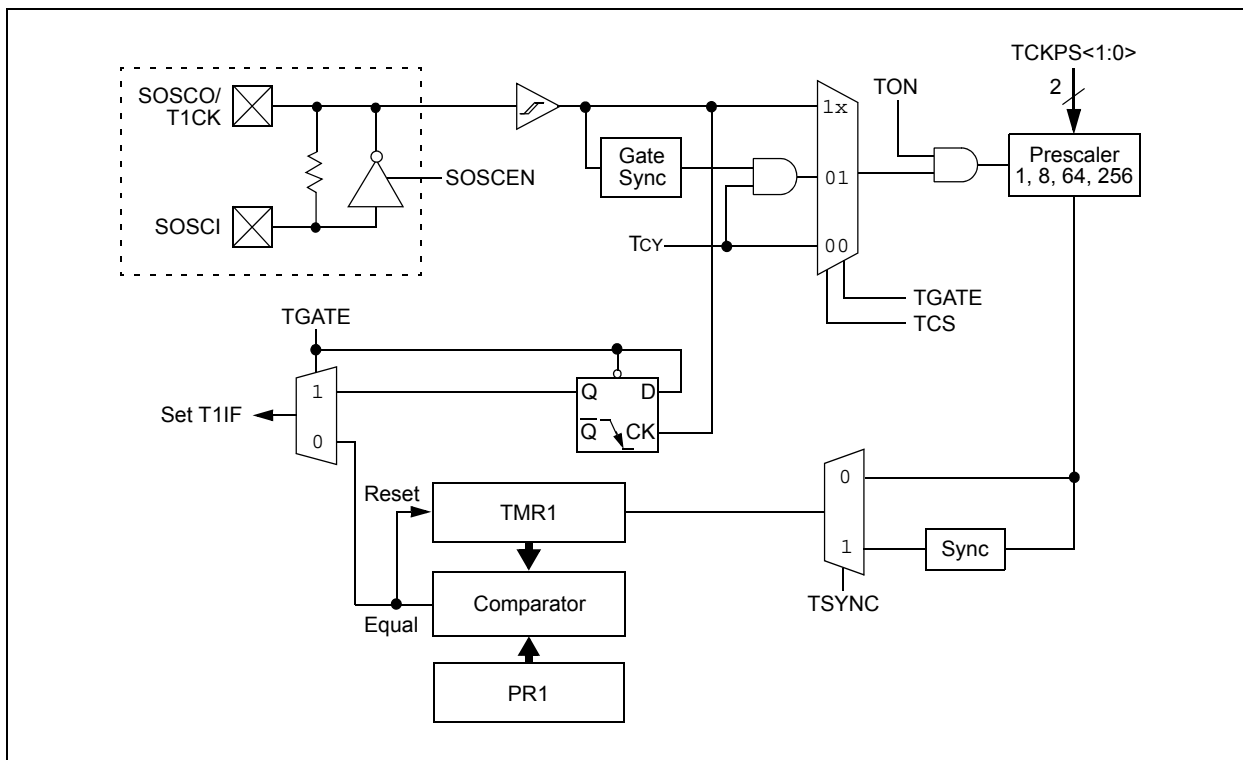 TCKPS<1:0>
2
SOSCO/
T1CK
TON
1x
Gate
Sync
Prescaler
1, 8, 64, 256
SOSCEN
01
SOSCI
TCY
00
TGATE
TCS
TGATE
1
Q
D
Set T1IF
Q
CK
0
0
Reset
TMR1
1
Sync
TSYNC
Comparator
Equal
PR1